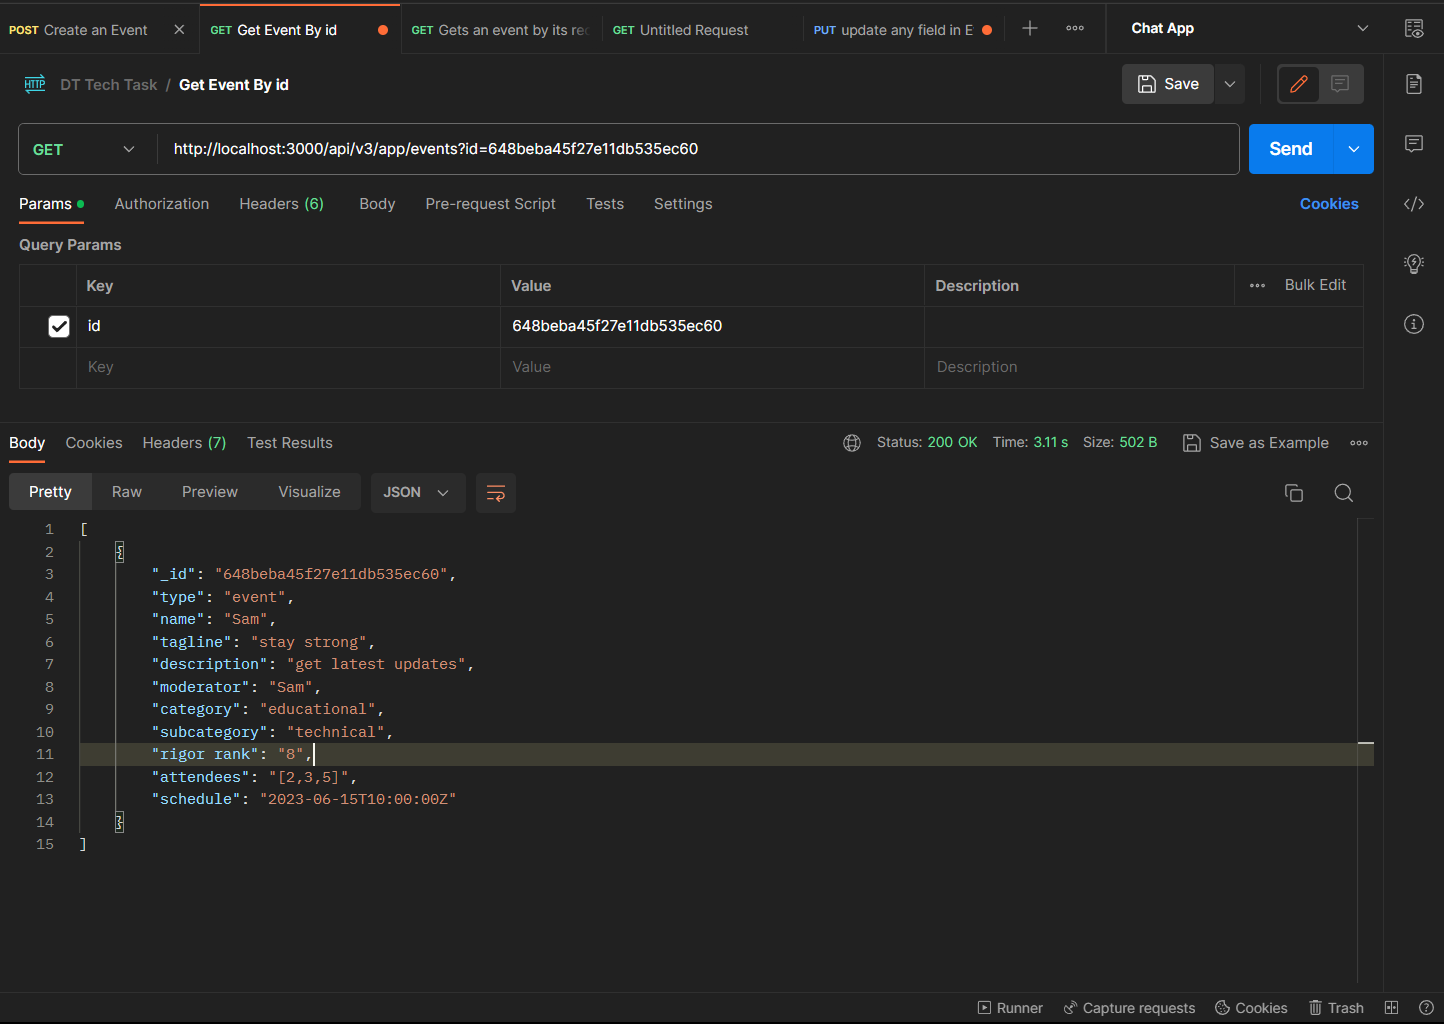 POST Create an Event GET Get Event By id GET Gets an event by its rec GET Untitled Request PUT update any field in E Chat App
HTTP DT Tech Task / Get Event By id Save
GET http://localhost:3000/api/v3/app/events?id=648beba45f27e11db535ec60 Send
Params Authorization Headers (6) Body Pre-request Script Tests Settings Cookies
Query Params
Key Value Description Bulk Edit
id 648beba45f27e11db535ec60
Key Value Description
Body Cookies Headers (7) Test Results Status: 200 OK Time: 3.11 s Size: 502 B Save as Example
Pretty Raw Preview Visualize JSON
1 [
2 {
3 "_id": "648beba45f27e11db535ec60",
4 "type": "event",
5 "name": "Sam",
6 "tagline": "stay strong",
7 "description": "get latest updates",
8 "moderator": "Sam",
9 "category": "educational",
10 "subcategory": "technical",
11 "rigor rank": "8",
12 "attendees": "[2,3,5]",
13 "schedule": "2023-06-15T10:00:00Z"
14 }
15 ]
Runner Capture requests Cookies Trash